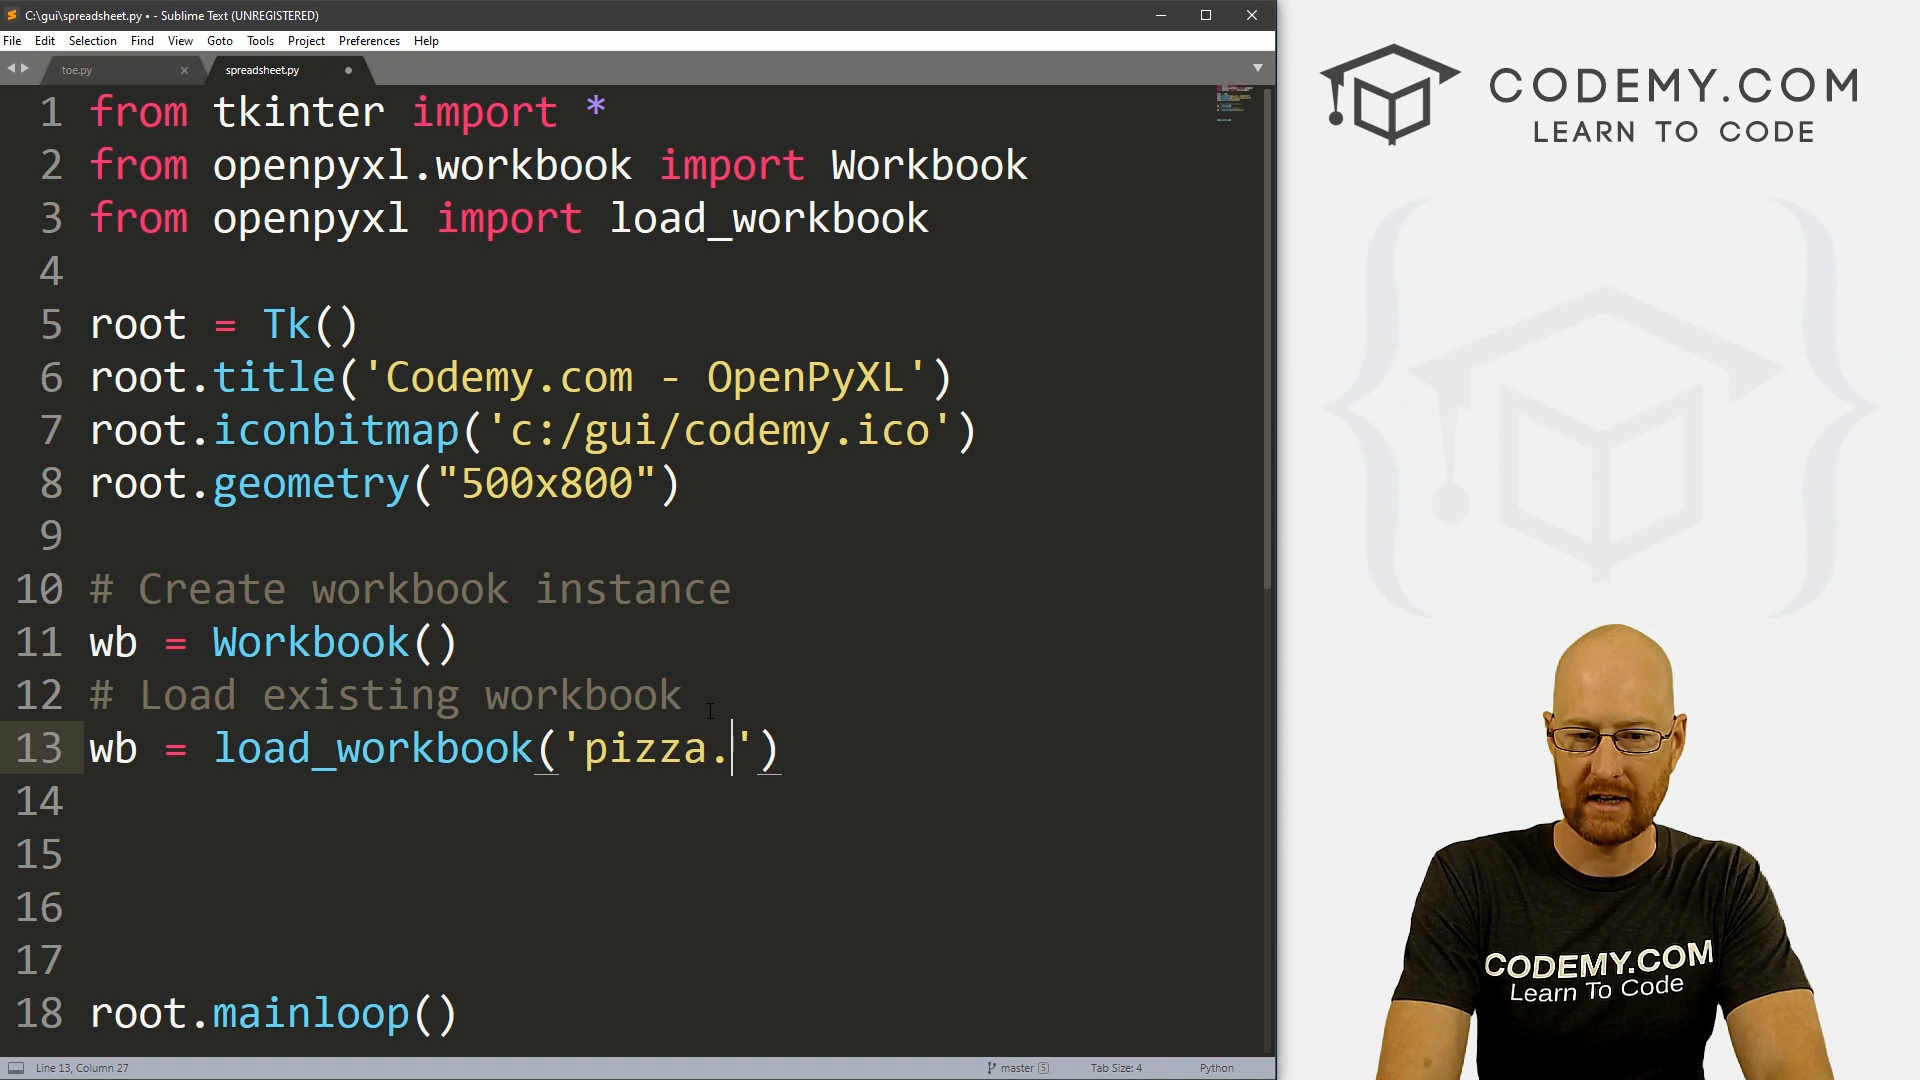 C:\gui\spreadsheet.py • - Sublime Text (UNREGISTERED)
File Edit Selection Find View Goto Tools Project Preferences Help
toe.py spreadsheet.py
1 from tkinter import *
2 from openpyxl.workbook import Workbook
3 from openpyxl import load_workbook
4
5 root = Tk()
6 root.title('Codemy.com - OpenPyXL')
7 root.iconbitmap('c:/gui/codemy.ico')
8 root.geometry("500x800")
9
10 # Create workbook instance
11 wb = Workbook()
12 # Load existing workbook
13 wb = load_workbook('pizza.')
14
15
16
17
18 root.mainloop()
Line 13, Column 27 master 5 Tab Size: 4 Python
CODEMY.COM
LEARN TO CODE
CODEMY.COM
Learn To Code